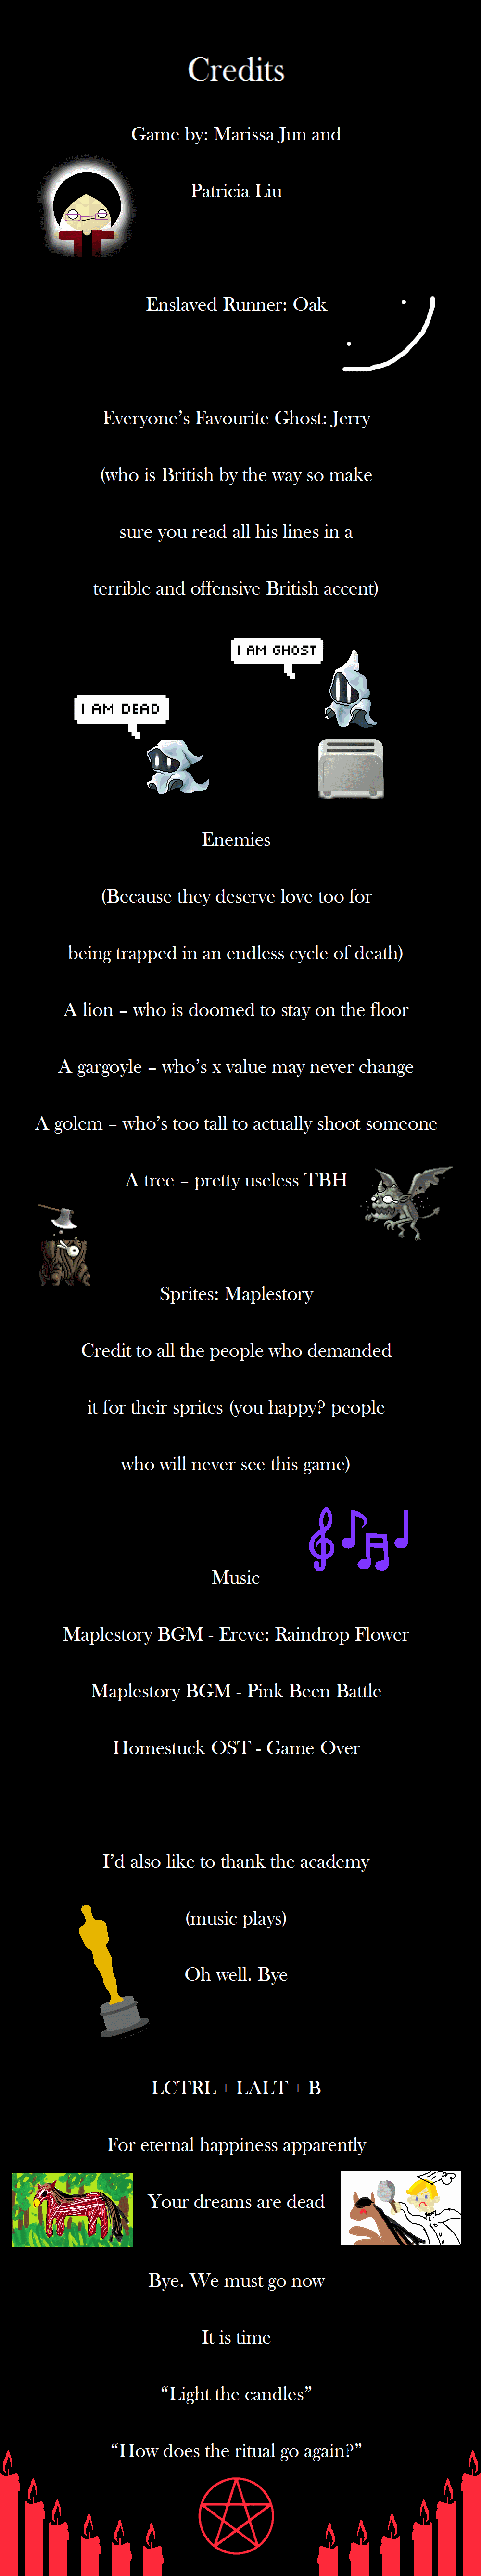 Credits
Game by: Marissa Jun and
Patricia Liu
Enslaved Runner: Oak
Everyone’s Favourite Ghost: Jerry
(who is British by the way so make
sure you read all his lines in a
terrible and offensive British accent)
I AM GHOST
I AM DEAD
Enemies
(Because they deserve love too for
being trapped in an endless cycle of death)
A lion – who is doomed to stay on the floor
A gargoyle – who’s x value may never change
A golem – who’s too tall to actually shoot someone
A tree – pretty useless TBH
Sprites: Maplestory
Credit to all the people who demanded
it for their sprites (you happy? people
who will never see this game)
Music
Maplestory BGM - Ereve: Raindrop Flower
Maplestory BGM - Pink Been Battle
Homestuck OST - Game Over
I’d also like to thank the academy
(music plays)
Oh well. Bye
LCTRL + LALT + B
For eternal happiness apparently
Your dreams are dead
Bye. We must go now
It is time
“Light the candles”
“How does the ritual go again?”